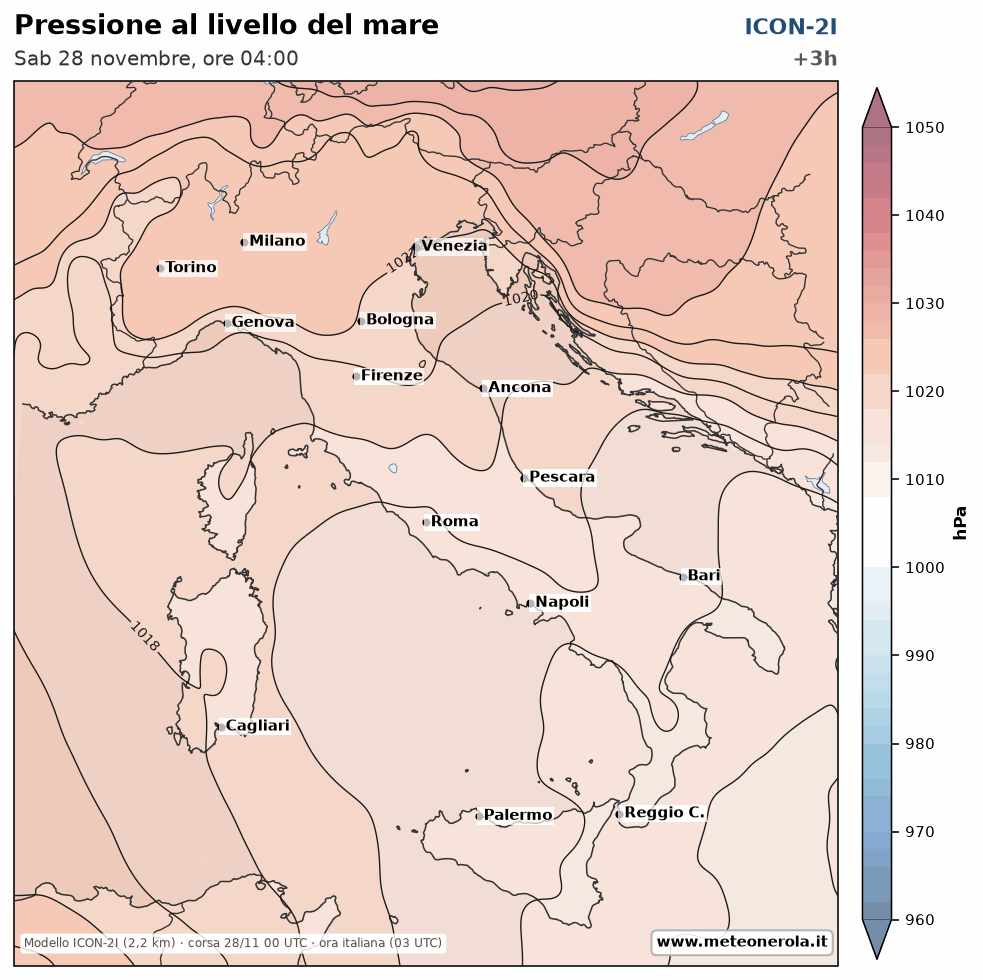 Pressione al livello del mare
ICON-2I
Sab 28 novembre, ore 04:00
+3h
Milano
Venezia
Torino
Genova
Bologna
1020
Firenze
Ancona
Pescara
Roma
Bari
Napoli
1018
Cagliari
Palermo
Reggio C.
1050
1040
1030
1020
1010
1000
990
980
970
960
hPa
Modello ICON-2I (2,2 km) · corsa 28/11 00 UTC · ora italiana (03 UTC)
www.meteonerola.it